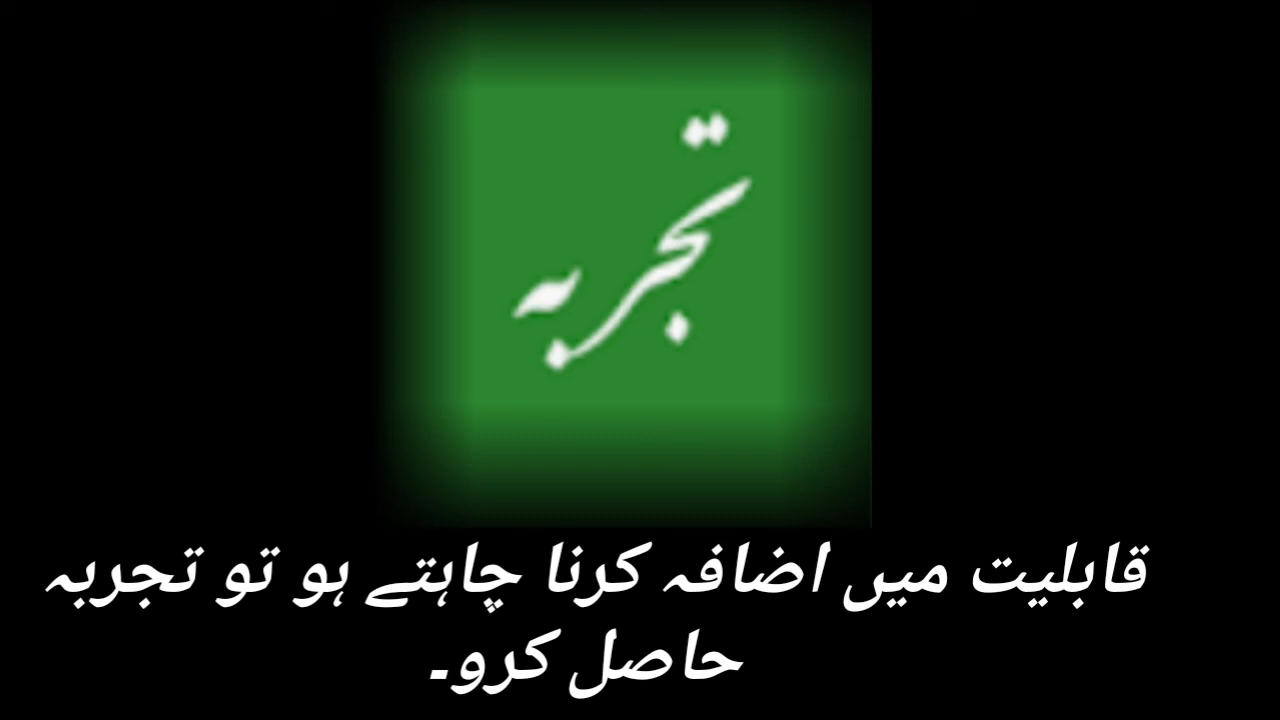 تجربہ
قابلیت میں اضافہ کرنا چاہتے ہو تو تجربہ
حاصل کرو۔